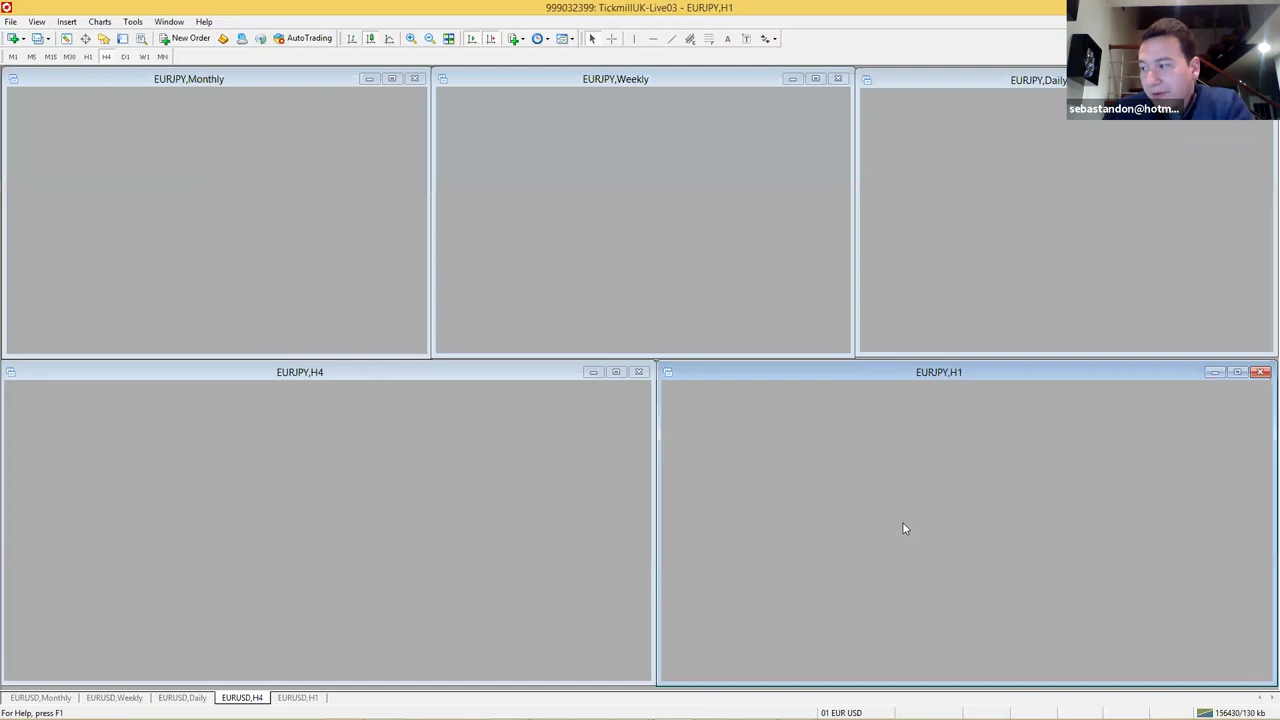 999032399: TickmillUK-Live03 - EURJPY,H1
File View Insert Charts Tools Window Help
New Order AutoTrading
M1 M5 M15 M30 H1 H4 D1 W1 MN
EURJPY,Monthly
EURJPY,Weekly
EURJPY,Daily
sebastandon@hotm...
EURJPY,H4
EURJPY,H1
EURUSD,Monthly EURUSD,Weekly EURUSD,Daily EURUSD,H4 EURUSD,H1
For Help, press F1
01 EUR USD
156430/130 kb